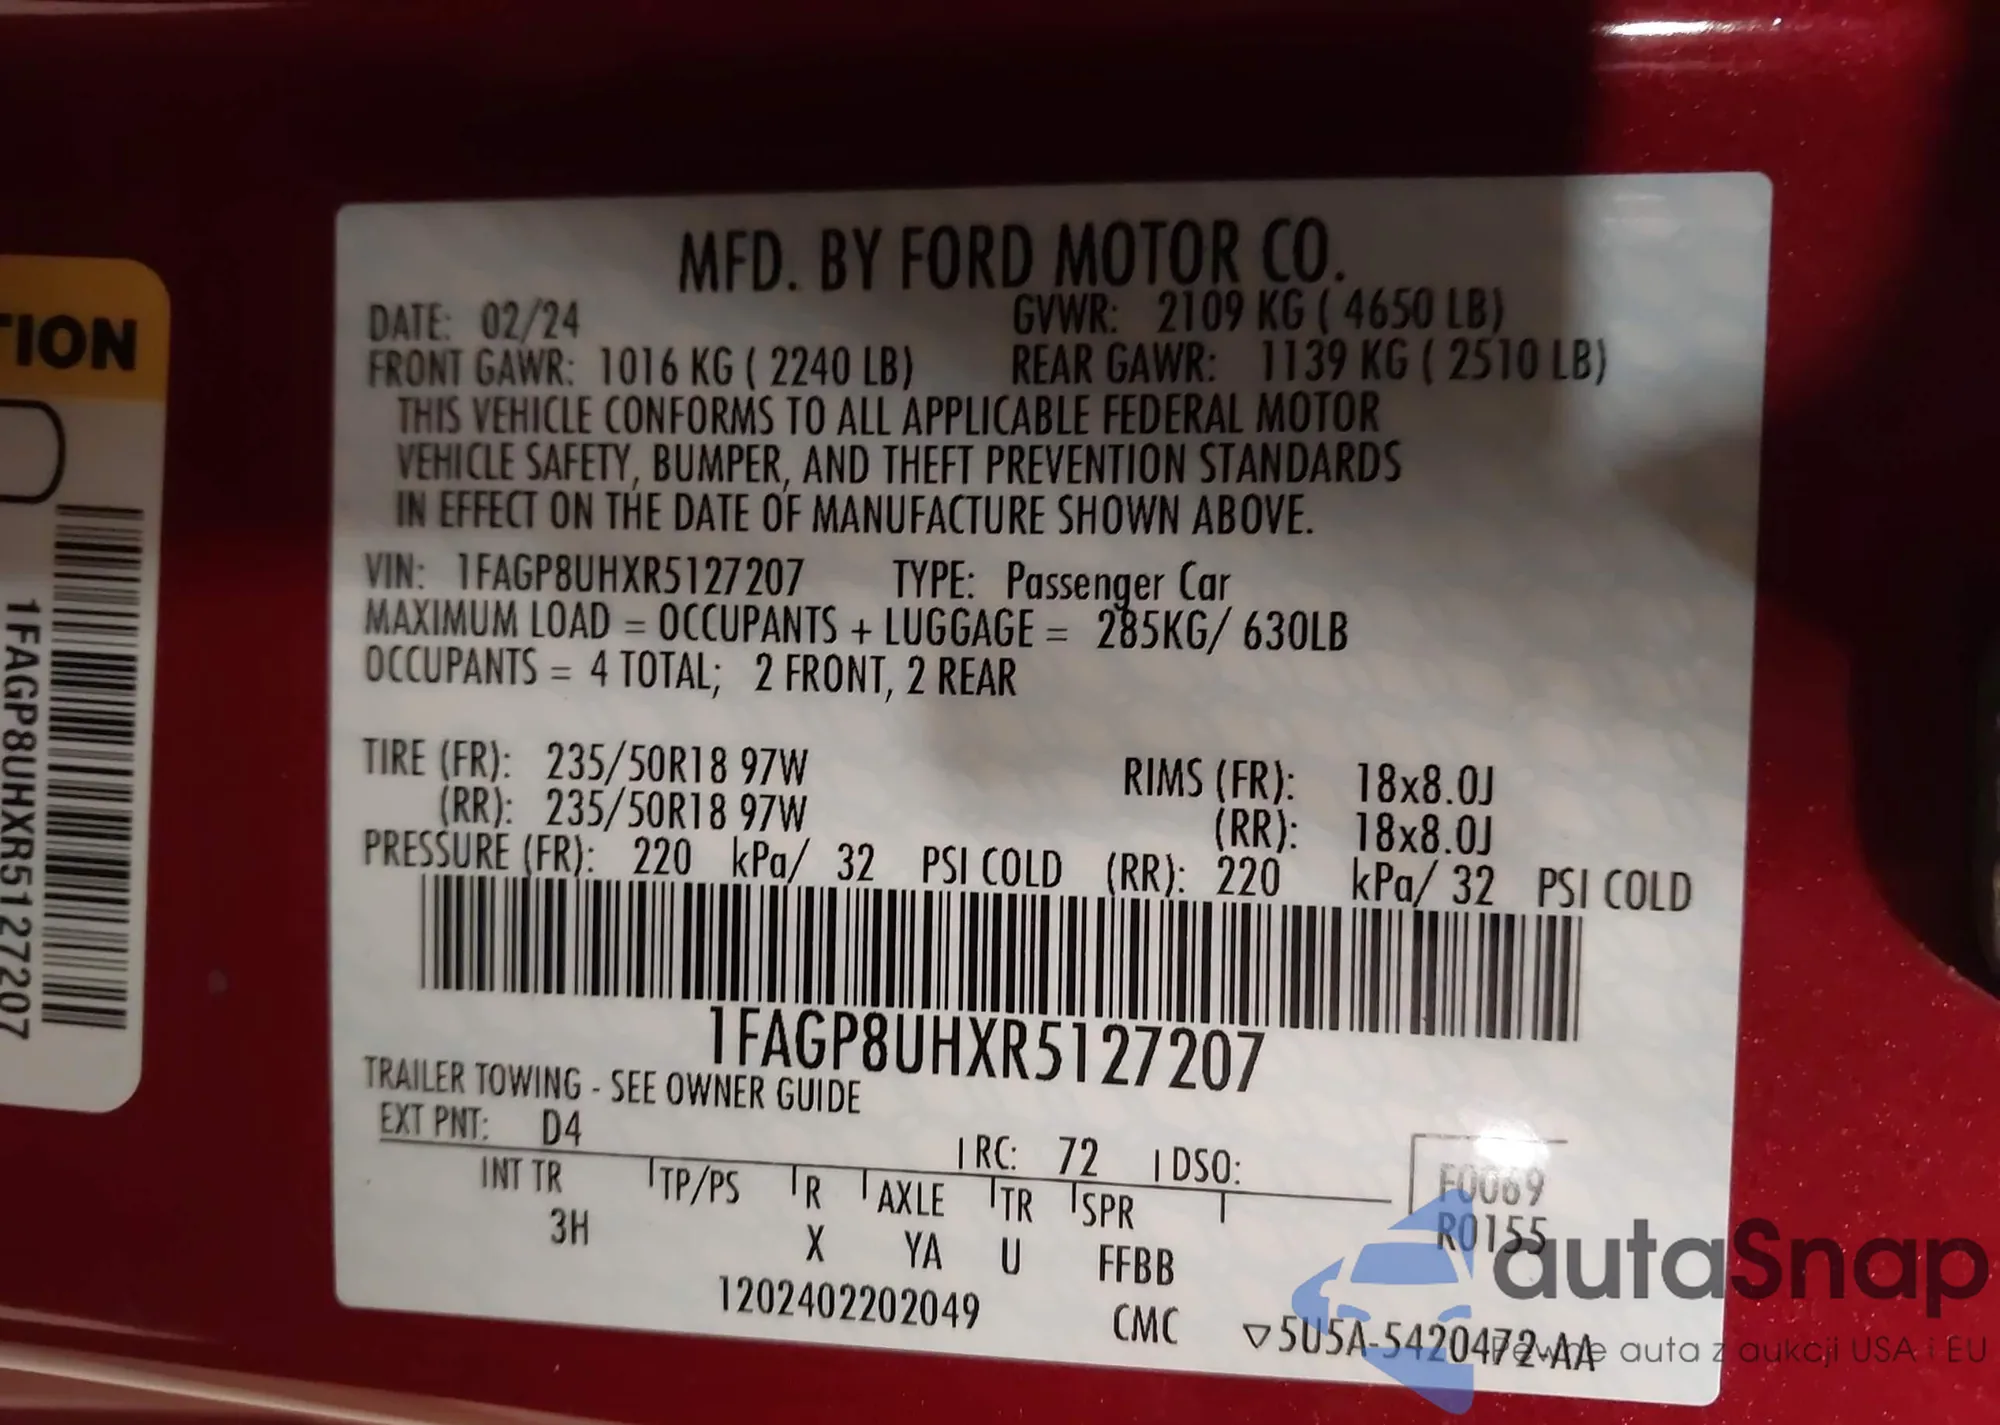 TION
1FAGP8UHXR5127207
MFD. BY FORD MOTOR CO.
DATE: 02/24 GVWR: 2109 KG ( 4650 LB)
FRONT GAWR: 1016 KG ( 2240 LB) REAR GAWR: 1139 KG ( 2510 LB)
THIS VEHICLE CONFORMS TO ALL APPLICABLE FEDERAL MOTOR
VEHICLE SAFETY, BUMPER, AND THEFT PREVENTION STANDARDS
IN EFFECT ON THE DATE OF MANUFACTURE SHOWN ABOVE.
VIN: 1FAGP8UHXR5127207 TYPE: Passenger Car
MAXIMUM LOAD = OCCUPANTS + LUGGAGE = 285KG/ 630LB
OCCUPANTS = 4 TOTAL; 2 FRONT, 2 REAR
TIRE (FR): 235/50R18 97W RIMS (FR): 18x8.0J
(RR): 235/50R18 97W (RR): 18x8.0J
PRESSURE (FR): 220 kPa/ 32 PSI COLD (RR): 220 kPa/ 32 PSI COLD
1FAGP8UHXR5127207
TRAILER TOWING - SEE OWNER GUIDE
EXT PNT: D4 RC: 72 DSO:
INT TR TP/PS R AXLE TR SPR
3H X YA U FFBB
F0069
R0155
1202402202049 CMC ▽5U5A-5420472-AA
autaSnap
Pewne auta z aukcji USA i EU